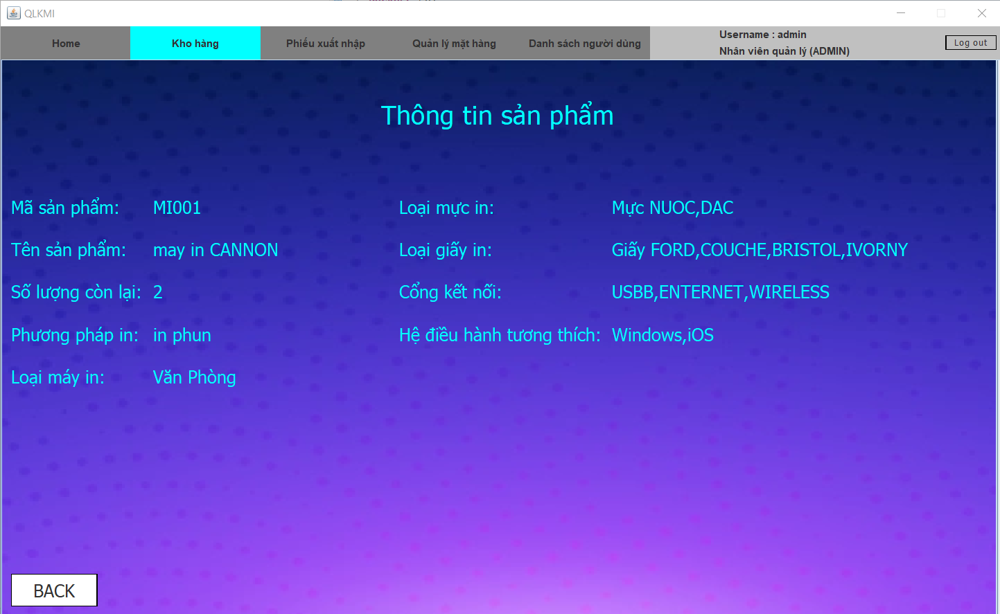 QLKMI
Home Kho hàng Phiếu xuất nhập Quản lý mặt hàng Danh sách người dùng
Username : admin
Nhân viên quản lý (ADMIN)
Log out
Thông tin sản phẩm
Mã sản phẩm: MI001
Tên sản phẩm: may in CANNON
Số lượng còn lại: 2
Phương pháp in: in phun
Loại máy in: Văn Phòng
Loại mực in: Mực NUOC,DAC
Loại giấy in: Giấy FORD,COUCHE,BRISTOL,IVORNY
Cổng kết nối: USBB,ENTERNET,WIRELESS
Hệ điều hành tương thích: Windows,iOS
BACK